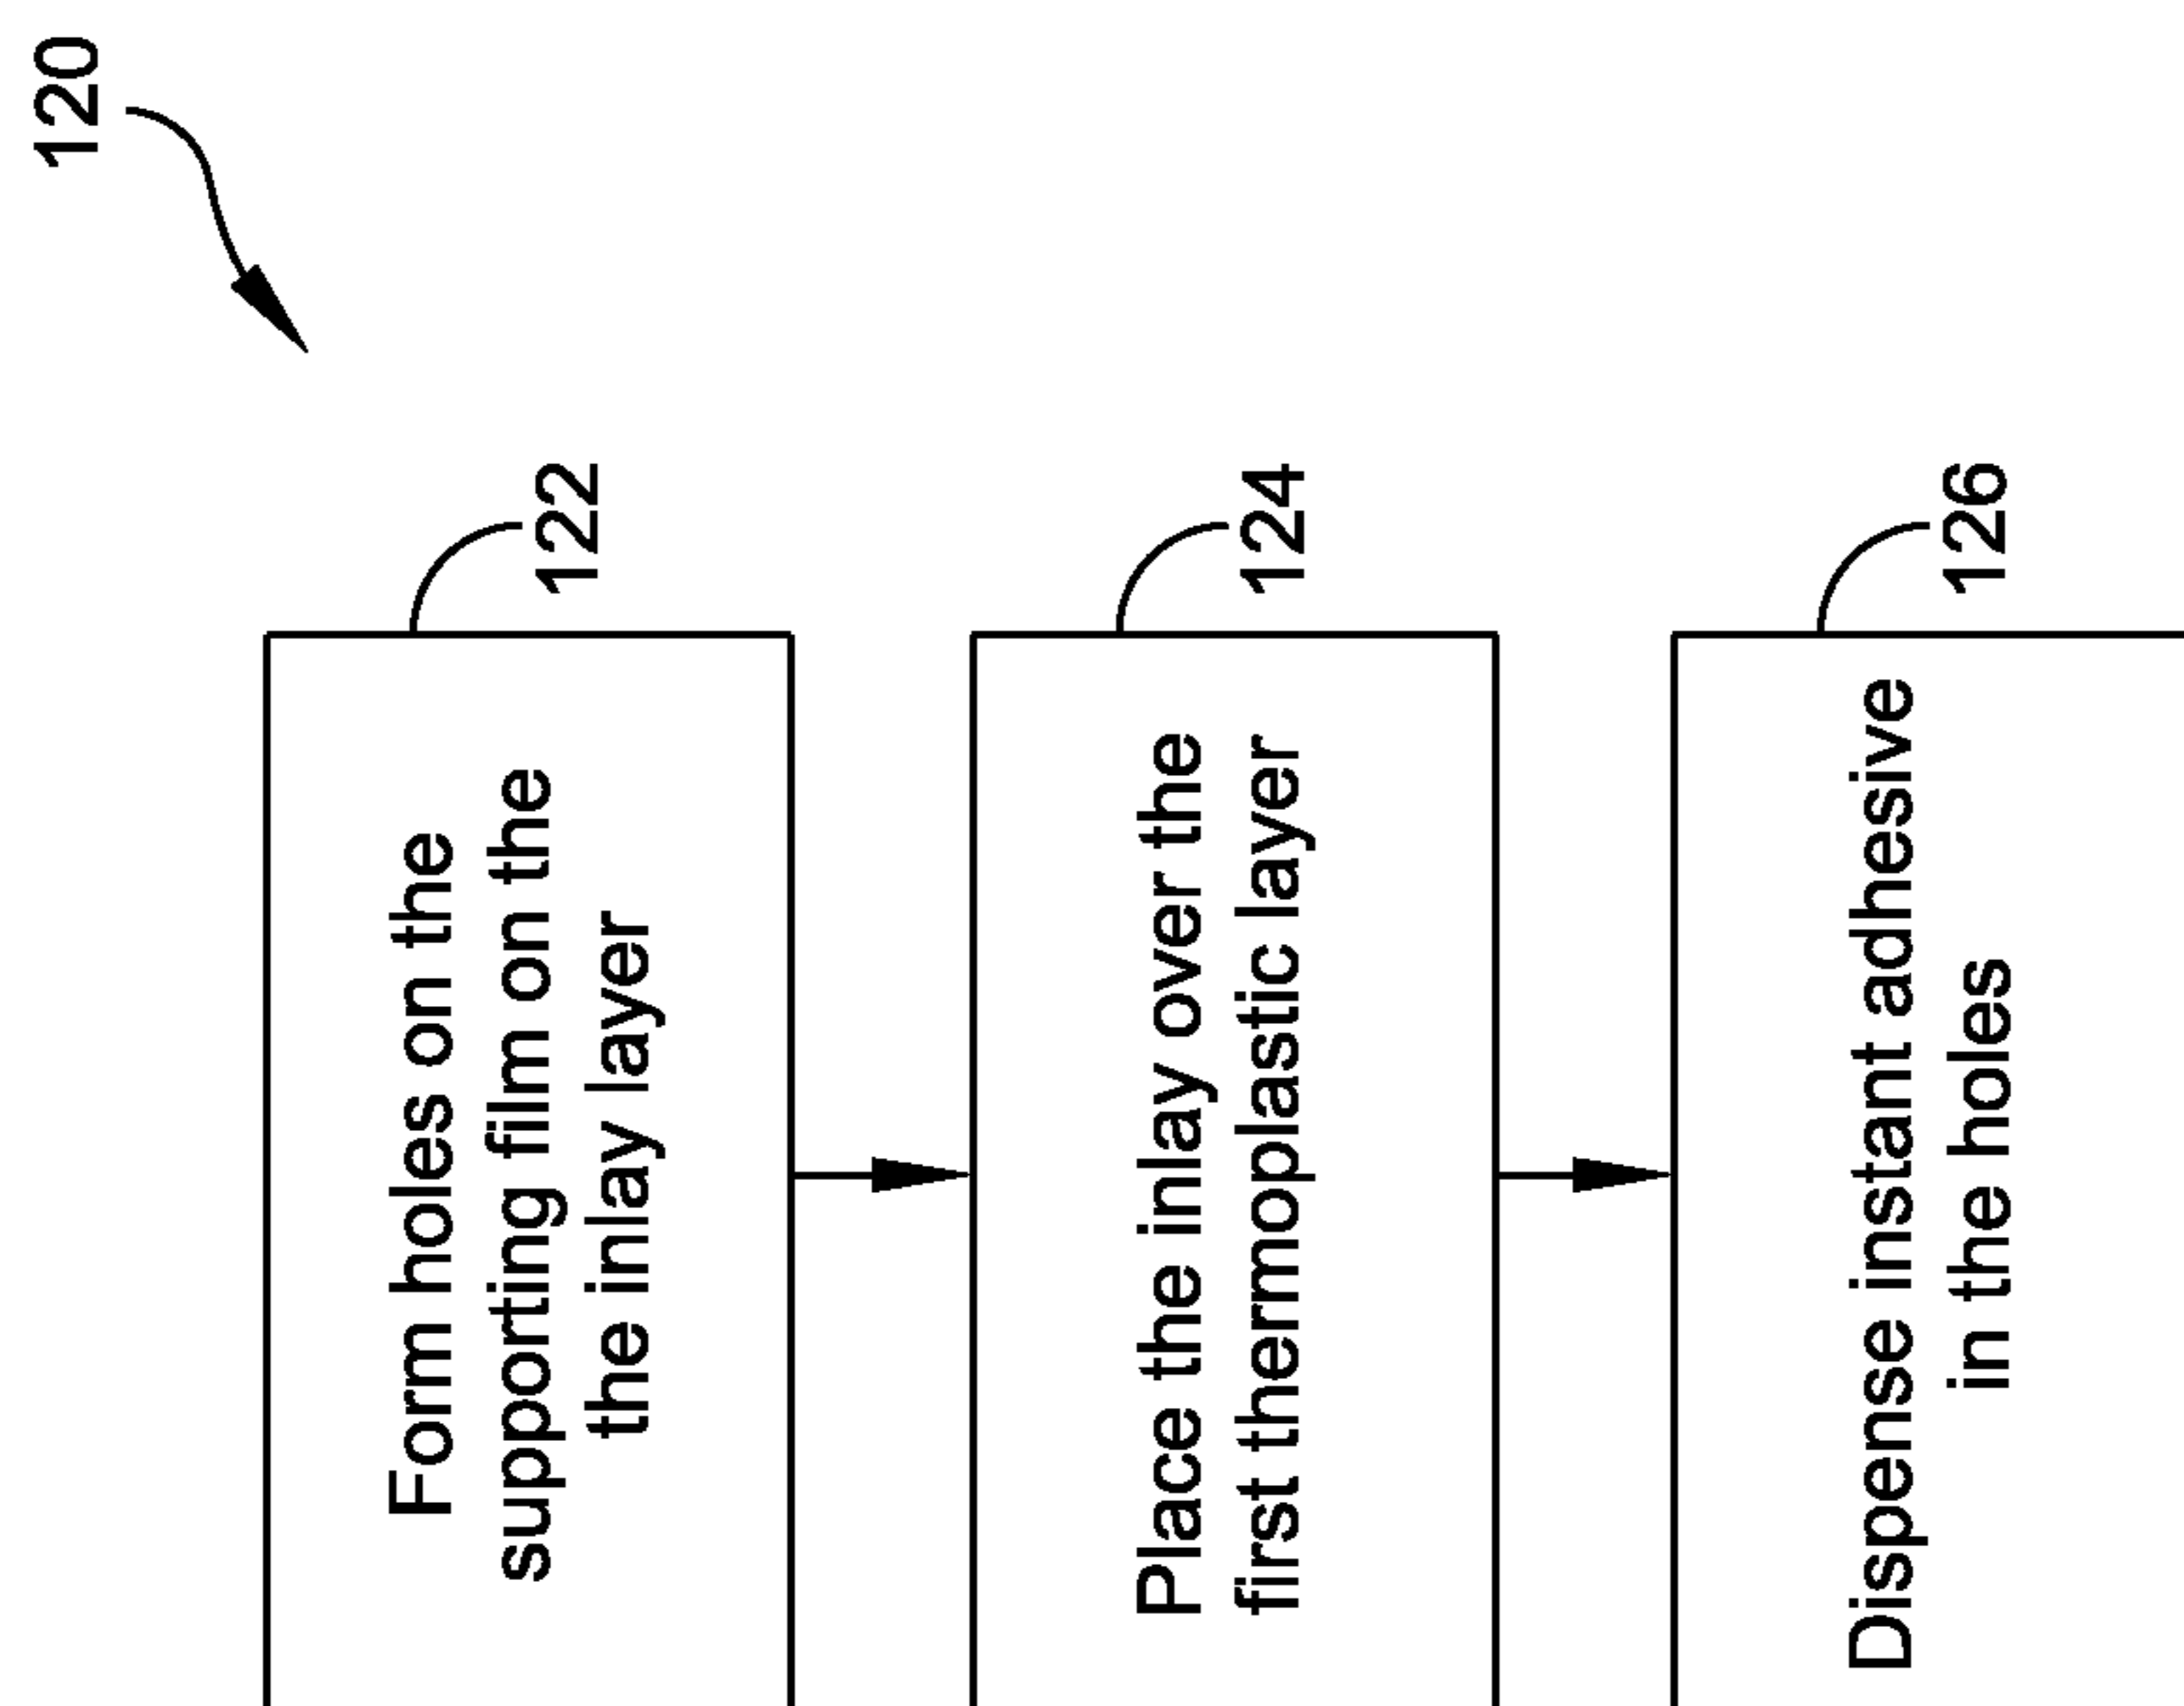 120
122
Form holes on the
supporting film on the
the inlay layer
124
Place the inlay over the
first thermoplastic layer
126
Dispense instant adhesive
in the holes